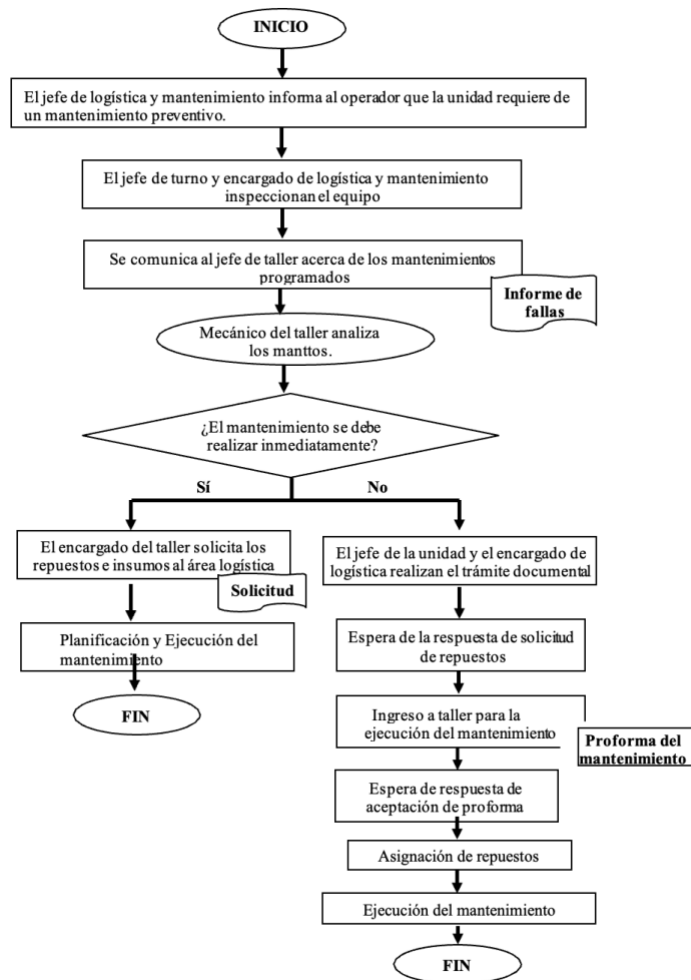 INICIO
El jefe de logística y mantenimiento informa al operador que la unidad requiere de
un mantenimiento preventivo.
El jefe de turno y encargado de logística y mantenimiento
inspeccionan el equipo
Se comunica al jefe de taller acerca de los mantenimientos
programados
Informe de
fallas
Mecánico del taller analiza
los manttos.
¿El mantenimiento se debe
realizar inmediatamente?
Sí
No
El encargado del taller solicita los
repuestos e insumos al área logística
Solicitud
Planificación y Ejecución del
mantenimiento
FIN
El jefe de la unidad y el encargado de
logística realizan el trámite documental
Espera de la respuesta de solicitud
de repuestos
Ingreso a taller para la
ejecución del mantenimiento
Proforma del
mantenimiento
Espera de respuesta de
aceptación de proforma
Asignación de repuestos
Ejecución del mantenimiento
FIN